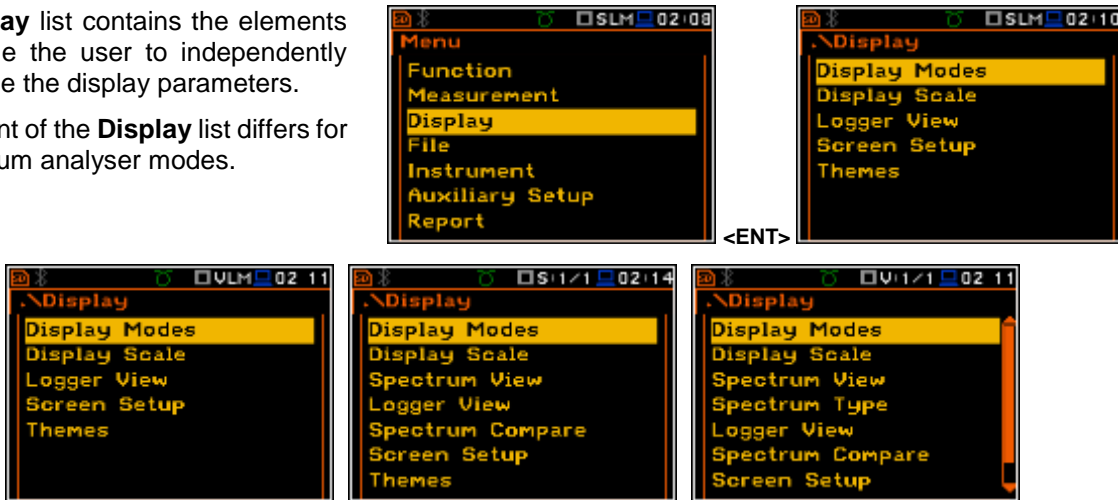 ay list contains the elements
e the user to independently
e the display parameters.
nt of the Display list differs for
um analyser modes.
SLM 02:08
Menu
Function
Measurement
Display
File
Instrument
Auxiliary Setup
Report
<ENT>
SLM 02:10
.\Display
Display Modes
Display Scale
Logger View
Screen Setup
Themes
VLM 02 11
.\Display
Display Modes
Display Scale
Logger View
Screen Setup
Themes
S:1/1 02:14
.\Display
Display Modes
Display Scale
Spectrum View
Logger View
Spectrum Compare
Screen Setup
Themes
V:1/1 02 11
.\Display
Display Modes
Display Scale
Spectrum View
Spectrum Type
Logger View
Spectrum Compare
Screen Setup